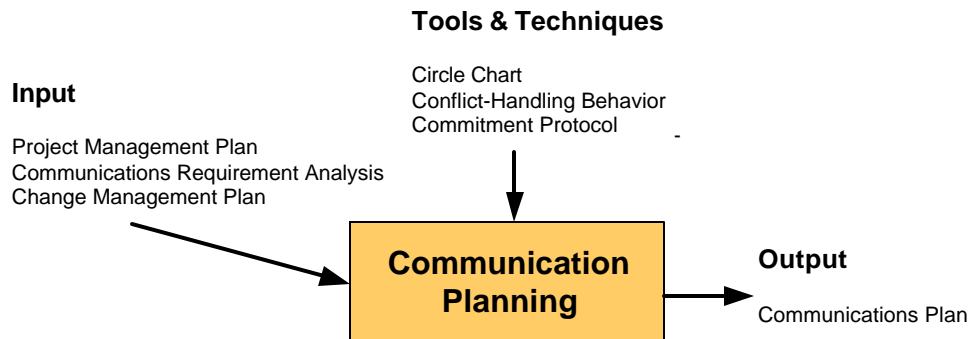 Tools & Techniques
Circle Chart
Conflict-Handling Behavior
Commitment Protocol
-
Input
Project Management Plan
Communications Requirement Analysis
Change Management Plan
Communication
Planning
Output
Communications Plan